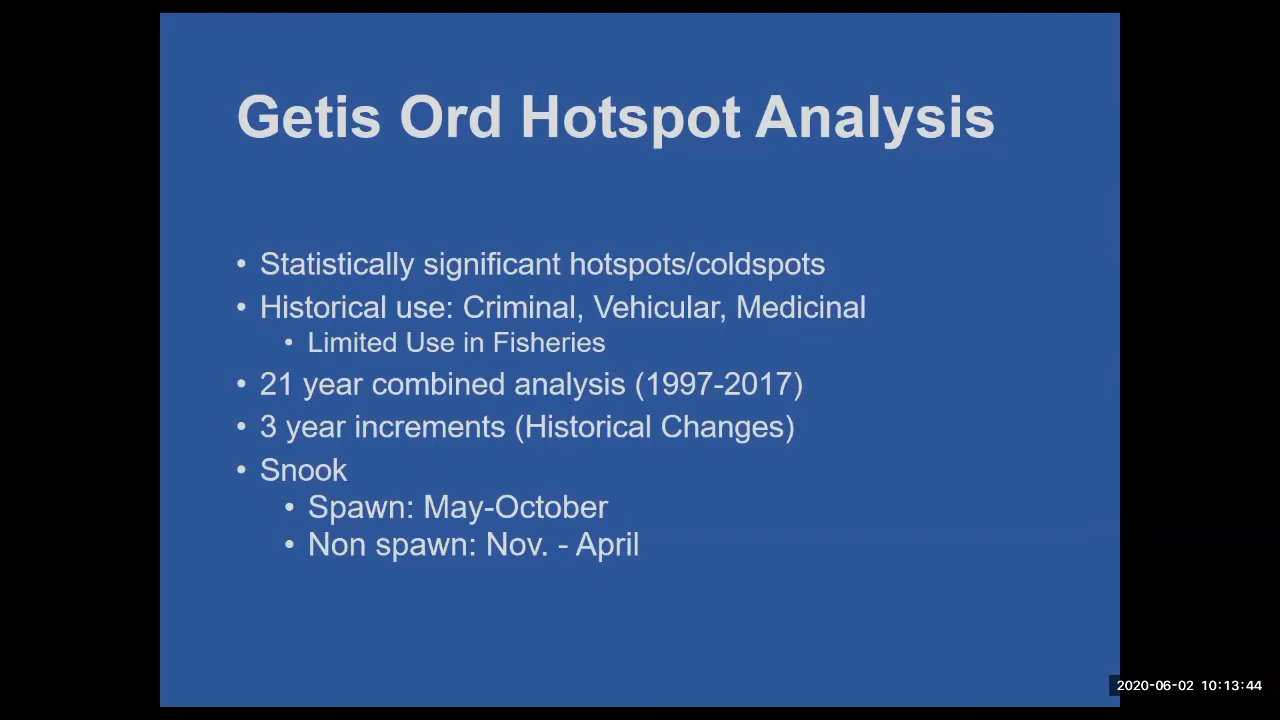 Getis Ord Hotspot Analysis
• Statistically significant hotspots/coldspots
• Historical use: Criminal, Vehicular, Medicinal
• Limited Use in Fisheries
• 21 year combined analysis (1997-2017)
• 3 year increments (Historical Changes)
• Snook
• Spawn: May-October
• Non spawn: Nov. - April
2020-06-02 10:13:44